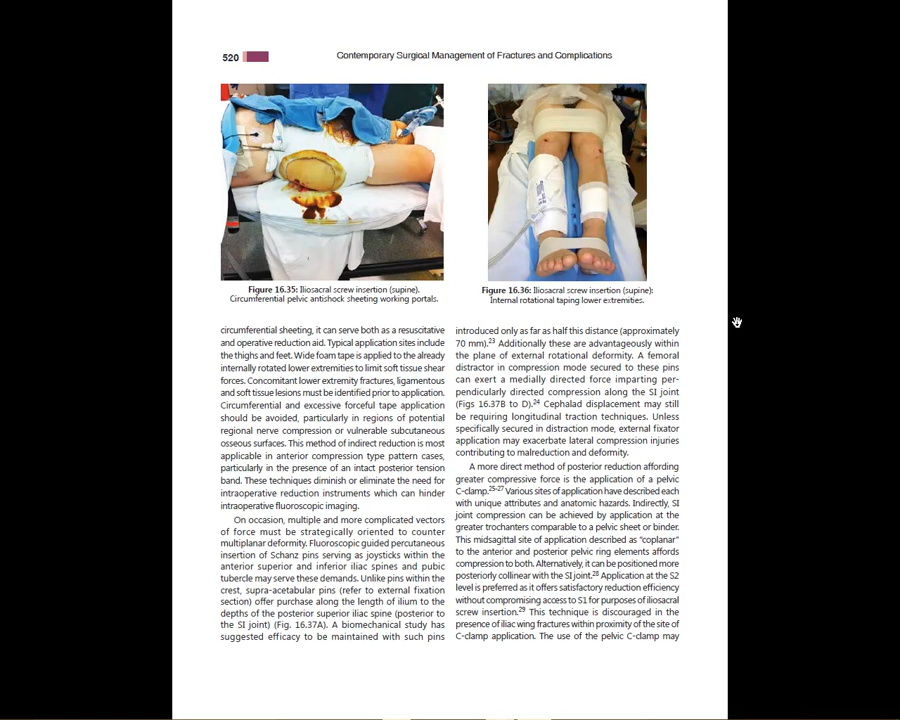 520
Contemporary Surgical Management of Fractures and Complications
Figure 16.35: Iliosacral screw insertion (supine).
Circumferential pelvic antishock sheeting working portals.
Figure 16.36: Iliosacral screw insertion (supine):
Internal rotational taping lower extremities.
circumferential sheeting, it can serve both as a resuscitative
and operative reduction aid. Typical application sites include
the thighs and feet. Wide foam tape is applied to the already
internally rotated lower extremities to limit soft tissue shear
forces. Concomitant lower extremity fractures, ligamentous
and soft tissue lesions must be identified prior to application.
Circumferential and excessive forceful tape application
should be avoided, particularly in regions of potential
regional nerve compression or vulnerable subcutaneous
osseous surfaces. This method of indirect reduction is most
applicable in anterior compression type pattern cases,
particularly in the presence of an intact posterior tension
band. These techniques diminish or eliminate the need for
intraoperative reduction instruments which can hinder
intraoperative fluoroscopic imaging.
On occasion, multiple and more complicated vectors
of force must be strategically oriented to counter
multiplanar deformity. Fluoroscopic guided percutaneous
insertion of Schanz pins serving as joysticks within the
anterior superior and inferior iliac spines and pubic
tubercle may serve these demands. Unlike pins within the
crest, supra-acetabular pins (refer to external fixation
section) offer purchase along the length of ilium to the
depths of the posterior superior iliac spine (posterior to
the SI joint) (Fig. 16.37A). A biomechanical study has
suggested efficacy to be maintained with such pins
introduced only as far as half this distance (approximately
70 mm).23 Additionally these are advantageously within
the plane of external rotational deformity. A femoral
distractor in compression mode secured to these pins
can exert a medially directed force imparting per-
pendicularly directed compression along the SI joint
(Figs 16.37B to D).24 Cephalad displacement may still
be requiring longitudinal traction techniques. Unless
specifically secured in distraction mode, external fixator
application may exacerbate lateral compression injuries
contributing to malreduction and deformity.
A more direct method of posterior reduction affording
greater compressive force is the application of a pelvic
C-clamp.25-27 Various sites of application have described each
with unique attributes and anatomic hazards. Indirectly, SI
joint compression can be achieved by application at the
greater trochanters comparable to a pelvic sheet or binder.
This midsagittal site of application described as "coplanar"
to the anterior and posterior pelvic ring elements affords
compression to both. Alternatively, it can be positioned more
posteriorly collinear with the SI joint.28 Application at the S2
level is preferred as it offers satisfactory reduction efficiency
without compromising access to S1 for purposes of iliosacral
screw insertion.29 This technique is discouraged in the
presence of iliac wing fractures within proximity of the site of
C-clamp application. The use of the pelvic C-clamp may